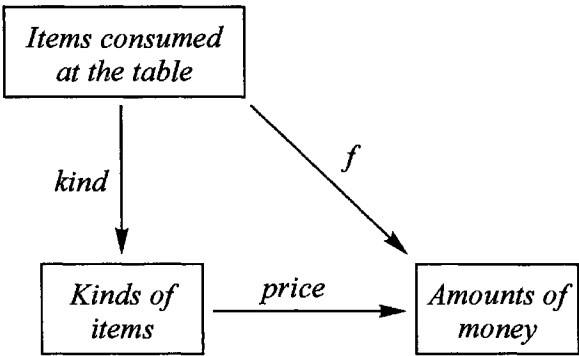 Items consumed
at the table
kind
f
Kinds of
items
price
Amounts of
money